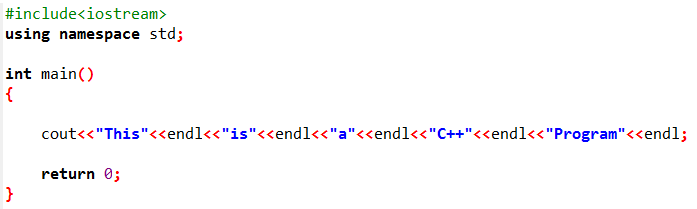 #include<iostream>
using namespace std;
int main()
{
cout<<"This"<<endl<<"is"<<endl<<"a"<<endl<<"C++"<<endl<<"Program"<<endl;
return 0;
}